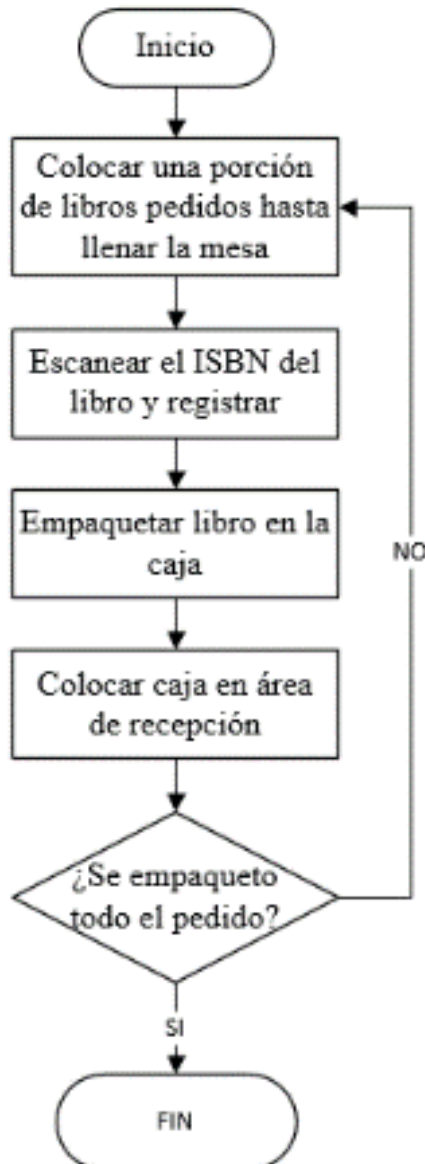 Inicio
Colocar una porción
de libros pedidos hasta
llenar la mesa
Escanear el ISBN del
libro y registrar
Empaquetar libro en la
caja
NO
Colocar caja en área
de recepción
¿Se empaqueto
todo el pedido?
SI
FIN